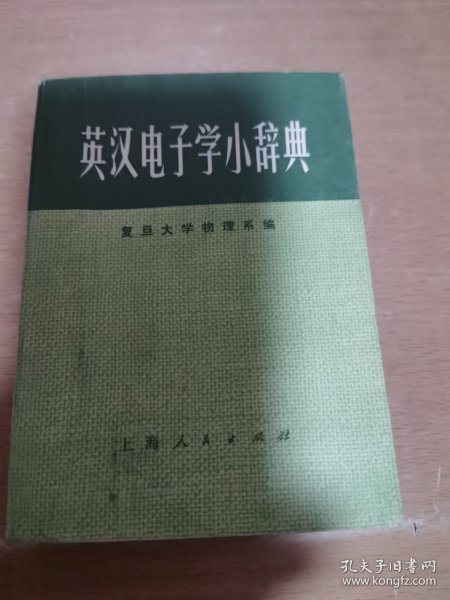 英汉电子学小辞典
复旦大学物理系编
上海人民出版社
孔夫子旧书网
www.kongfz.com